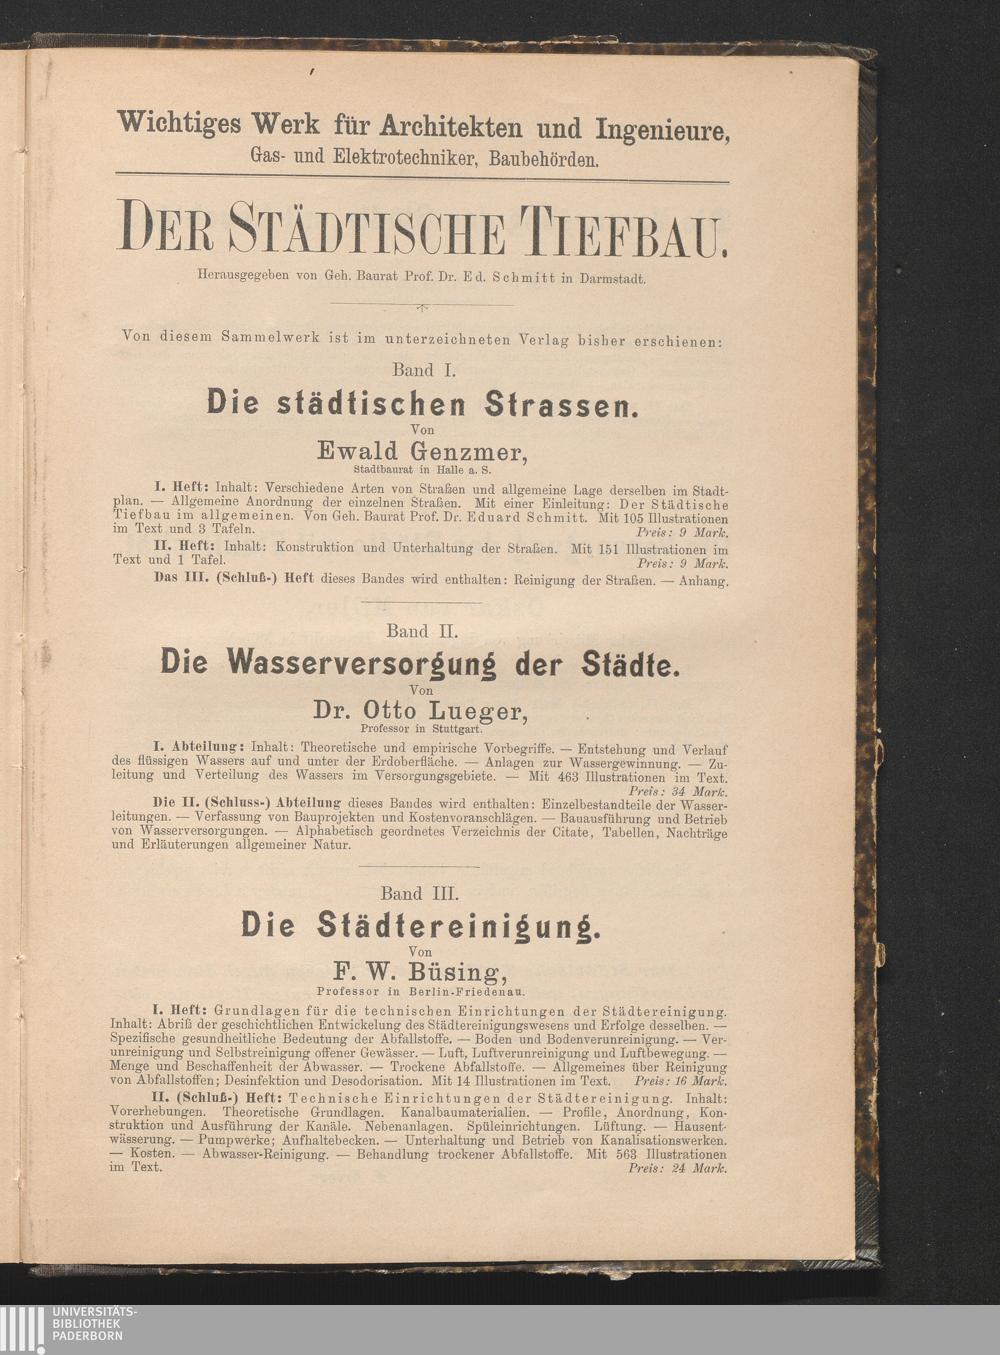 Wichtiges Werk für Architekten und Ingenieure,
Gas- und Elektrotechniker, Baubehörden.
DER STÄDTISCHE TIEFBAU.
Herausgegeben von Geh. Baurat Prof. Dr. Ed. Schmitt in Darmstadt.
Von diesem Sammelwerk ist im unterzeichneten Verlag bisher erschienen:
Band I.
Die städtischen Strassen.
Von
Ewald Genzmer,
Stadtbaurat in Halle a. S.
I. Heft: Inhalt: Verschiedene Arten von Straßen und allgemeine Lage derselben im Stadt-
plan. — Allgemeine Anordnung der einzelnen Straßen. Mit einer Einleitung: Der Städtische
Tiefbau im allgemeinen. Von Geh. Baurat Prof. Dr. Eduard Schmitt. Mit 105 Illustrationen
im Text und 3 Tafeln. Preis: 9 Mark.
II. Heft: Inhalt: Konstruktion und Unterhaltung der Straßen. Mit 151 Illustrationen im
Text und 1 Tafel. Preis: 9 Mark.
Das III. (Schluß-) Heft dieses Bandes wird enthalten: Reinigung der Straßen. — Anhang.
Band II.
Die Wasserversorgung der Städte.
Von
Dr. Otto Lueger,
Professor in Stuttgart.
I. Abteilung: Inhalt: Theoretische und empirische Vorbegriffe. — Entstehung und Verlauf
des flüssigen Wassers auf und unter der Erdoberfläche. — Anlagen zur Wassergewinnung. — Zu-
leitung und Verteilung des Wassers im Versorgungsgebiete. — Mit 463 Illustrationen im Text.
Preis: 34 Mark.
Die II. (Schluss-) Abteilung dieses Bandes wird enthalten: Einzelbestandteile der Wasser-
leitungen. — Verfassung von Bauprojekten und Kostenvoranschlägen. — Bauausführung und Betrieb
von Wasserversorgungen. — Alphabetisch geordnetes Verzeichnis der Citate, Tabellen, Nachträge
und Erläuterungen allgemeiner Natur.
Band III.
Die Städtereinigung.
Von
F. W. Büsing,
Professor in Berlin-Friedenau.
I. Heft: Grundlagen für die technischen Einrichtungen der Städtereinigung.
Inhalt: Abriß der geschichtlichen Entwickelung des Städtereinigungswesens und Erfolge desselben. —
Spezifische gesundheitliche Bedeutung der Abfallstoffe. — Boden und Bodenverunreinigung. — Ver-
unreinigung und Selbstreinigung offener Gewässer. — Luft, Luftverunreinigung und Luftbewegung. —
Menge und Beschaffenheit der Abwasser. — Trockene Abfallstoffe. — Allgemeines über Reinigung
von Abfallstoffen; Desinfektion und Desodorisation. Mit 14 Illustrationen im Text. Preis: 16 Mark.
II. (Schluß-) Heft: Technische Einrichtungen der Städtereinigung. Inhalt:
Vorerhebungen. Theoretische Grundlagen. Kanalbaumaterialien. — Profile, Anordnung, Kon-
struktion und Ausführung der Kanäle. Nebenanlagen. Spüleinrichtungen. Lüftung. — Hausent-
wässerung. — Pumpwerke; Aufhaltebecken. — Unterhaltung und Betrieb von Kanalisationswerken.
— Kosten. — Abwasser-Reinigung. — Behandlung trockener Abfallstoffe. Mit 563 Illustrationen
im Text. Preis: 24 Mark.
UNIVERSITÄTS-
BIBLIOTHEK
PADERBORN